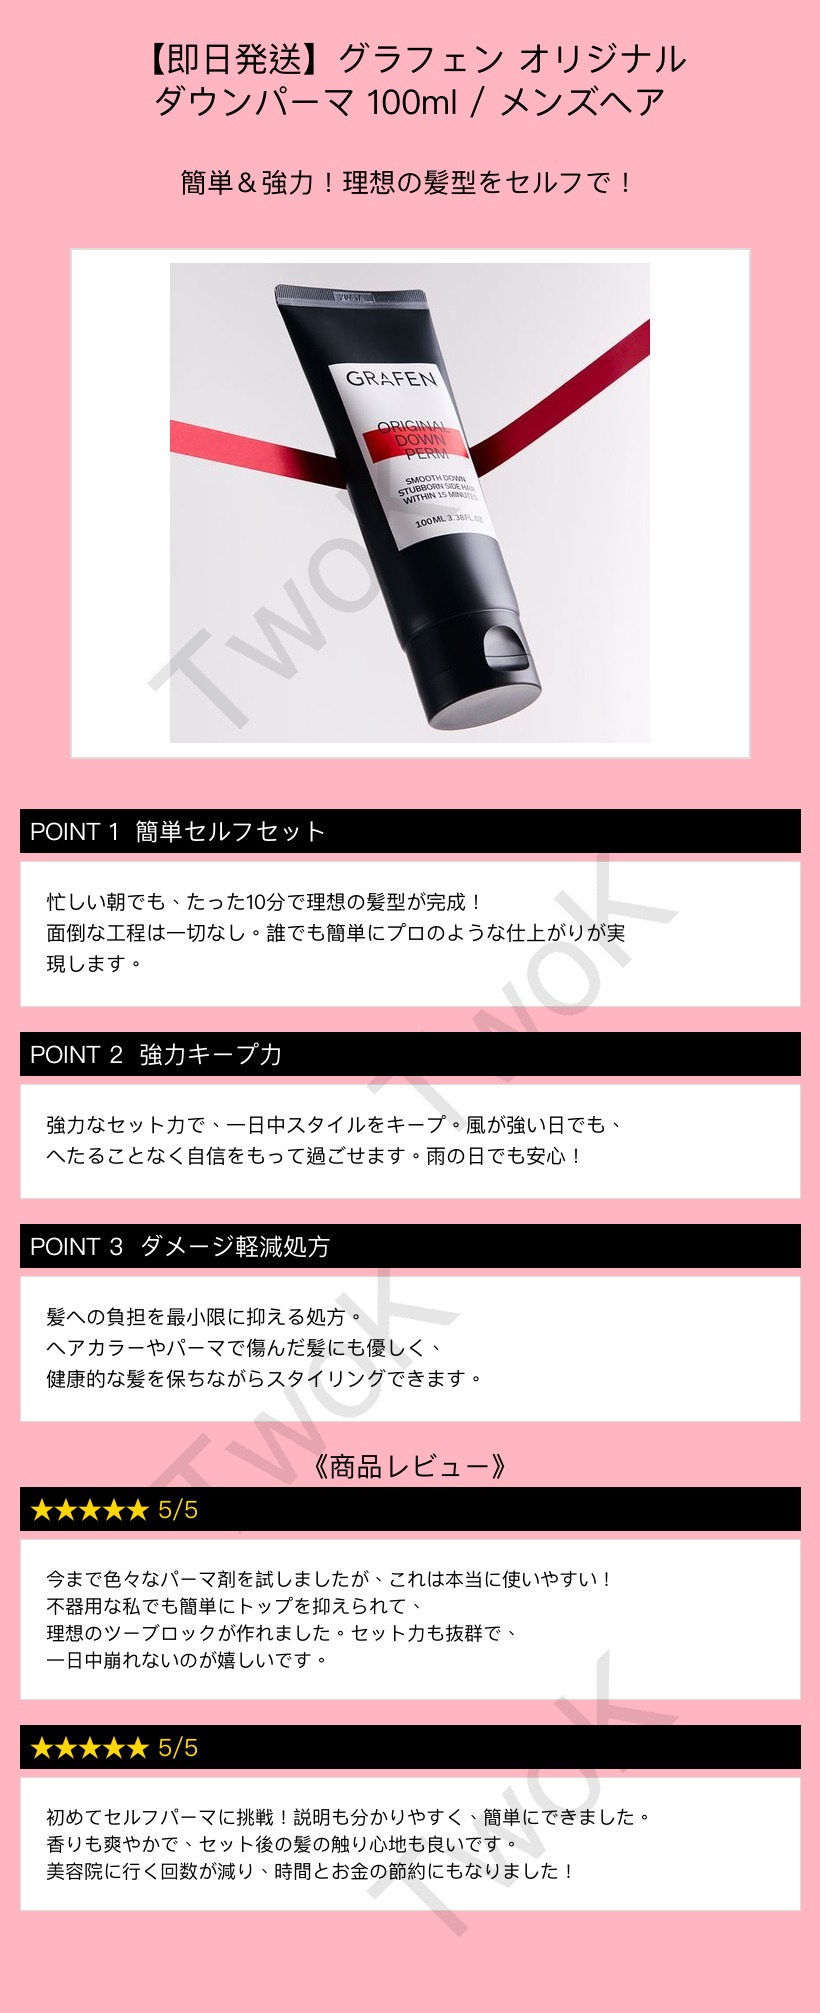 【即日発送】グラフェン オリジナル
ダウンパーマ 100ml / メンズヘア
簡単＆強力！理想の髪型をセルフで！
GRAFEN
ORIGINAL
DOWN
PERM
SMOOTH DOWN
STUBBORN SIDE HAIR
WITHIN 15 MINUTES
100ML 3.38FL.OZ.
TwoK
POINT 1 簡単セルフセット
忙しい朝でも、たった10分で理想の髪型が完成！
面倒な工程は一切なし。誰でも簡単にプロのような仕上がりが実
現します。
TwoK
POINT 2 強力キープ力
強力なセット力で、一日中スタイルをキープ。風が強い日でも、
へたることなく自信をもって過ごせます。雨の日でも安心！
POINT 3 ダメージ軽減処方
髪への負担を最小限に抑える処方。
ヘアカラーやパーマで傷んだ髪にも優しく、
健康的な髪を保ちながらスタイリングできます。
TwoK
《商品レビュー》
★★★★★ 5/5
今まで色々なパーマ剤を試しましたが、これは本当に使いやすい！
不器用な私でも簡単にトップを抑えられて、
理想のツーブロックが作れました。セット力も抜群で、
一日中崩れないのが嬉しいです。
★★★★★ 5/5
初めてセルフパーマに挑戦！説明も分かりやすく、簡単にできました。
香りも爽やかで、セット後の髪の触り心地も良いです。
美容院に行く回数が減り、時間とお金の節約にもなりました！
TwoK